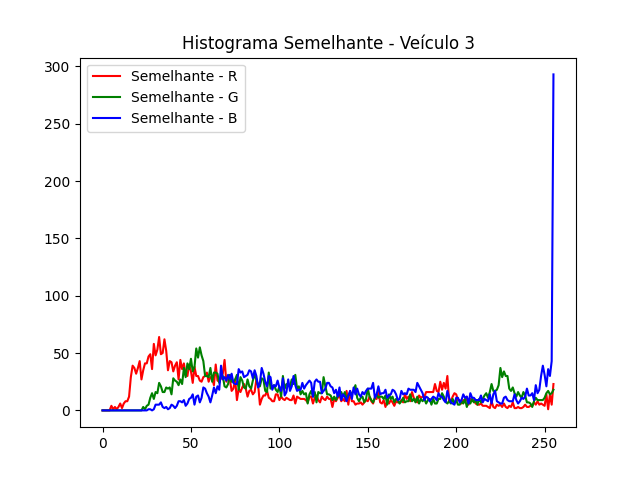 Histograma Semelhante - Veículo 3
Semelhante - R
Semelhante - G
Semelhante - B
300
250
200
150
100
50
0
0 50 100 150 200 250